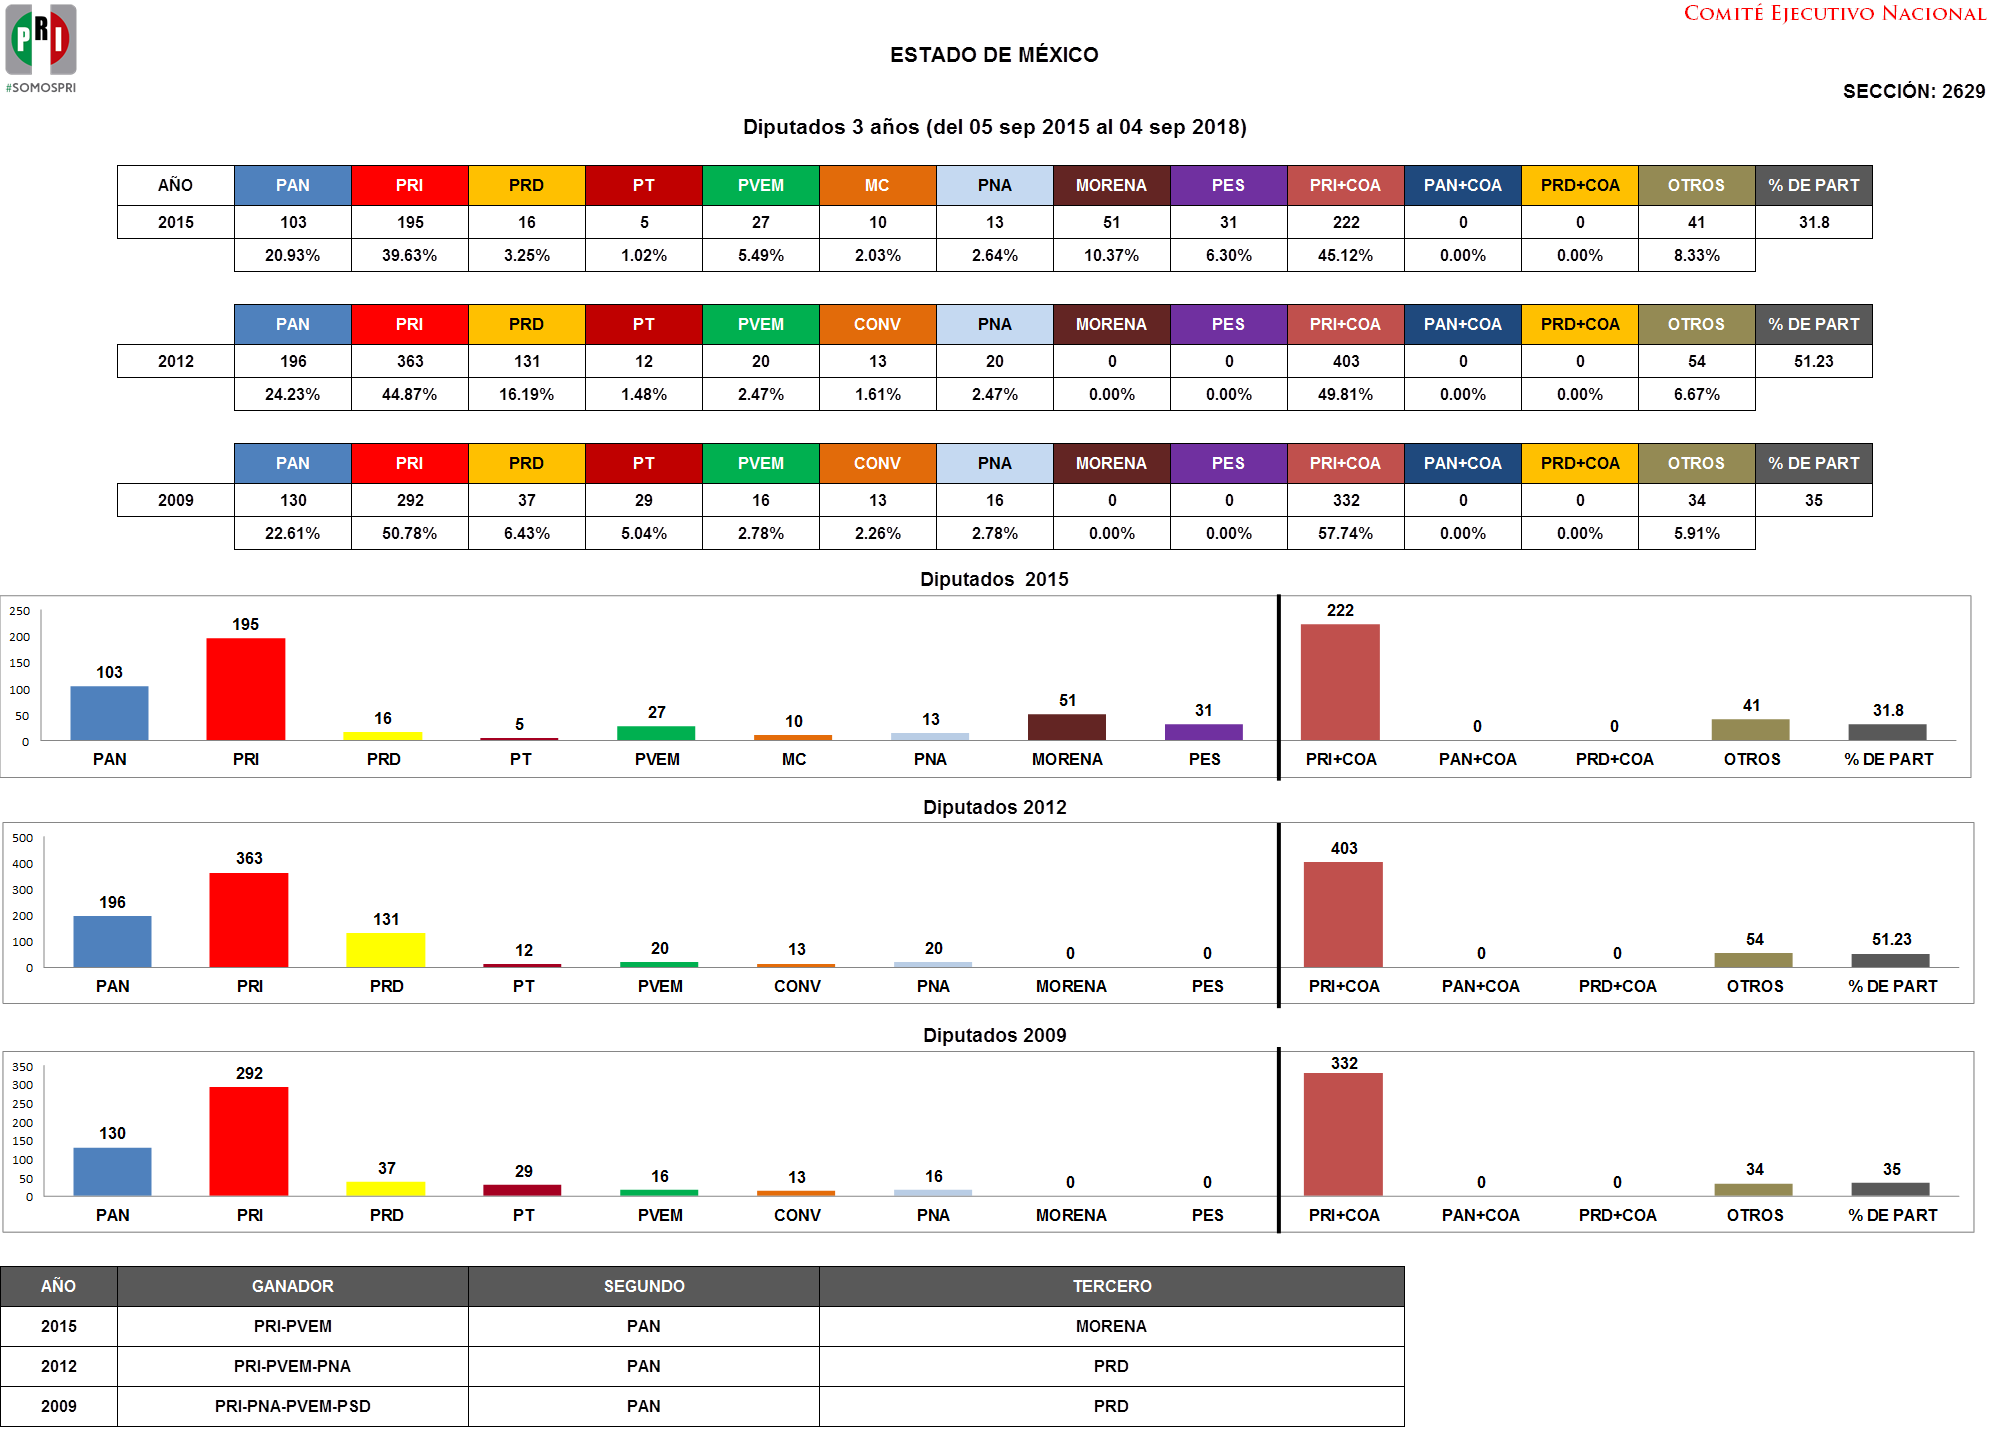 PRI
#SOMOSPRI
COMITÉ EJECUTIVO NACIONAL
ESTADO DE MÉXICO
SECCIÓN: 2629
Diputados 3 años (del 05 sep 2015 al 04 sep 2018)
AÑO PAN PRI PRD PT PVEM MC PNA MORENA PES PRI+COA PAN+COA PRD+COA OTROS % DE PART
2015 103 195 16 5 27 10 13 51 31 222 0 0 41 31.8
20.93% 39.63% 3.25% 1.02% 5.49% 2.03% 2.64% 10.37% 6.30% 45.12% 0.00% 0.00% 8.33%
PAN PRI PRD PT PVEM CONV PNA MORENA PES PRI+COA PAN+COA PRD+COA OTROS % DE PART
2012 196 363 131 12 20 13 20 0 0 403 0 0 54 51.23
24.23% 44.87% 16.19% 1.48% 2.47% 1.61% 2.47% 0.00% 0.00% 49.81% 0.00% 0.00% 6.67%
PAN PRI PRD PT PVEM CONV PNA MORENA PES PRI+COA PAN+COA PRD+COA OTROS % DE PART
2009 130 292 37 29 16 13 16 0 0 332 0 0 34 35
22.61% 50.78% 6.43% 5.04% 2.78% 2.26% 2.78% 0.00% 0.00% 57.74% 0.00% 0.00% 5.91%
Diputados 2015
250
200
150
100
50
0
103 195 16 5 27 10 13 51 31 222 0 0 41 31.8
PAN PRI PRD PT PVEM MC PNA MORENA PES PRI+COA PAN+COA PRD+COA OTROS % DE PART
Diputados 2012
500
400
300
200
100
0
196 363 131 12 20 13 20 0 0 403 0 0 54 51.23
PAN PRI PRD PT PVEM CONV PNA MORENA PES PRI+COA PAN+COA PRD+COA OTROS % DE PART
Diputados 2009
350
300
250
200
150
100
50
0
130 292 37 29 16 13 16 0 0 332 0 0 34 35
PAN PRI PRD PT PVEM CONV PNA MORENA PES PRI+COA PAN+COA PRD+COA OTROS % DE PART
AÑO GANADOR SEGUNDO TERCERO
2015 PRI-PVEM PAN MORENA
2012 PRI-PVEM-PNA PAN PRD
2009 PRI-PNA-PVEM-PSD PAN PRD